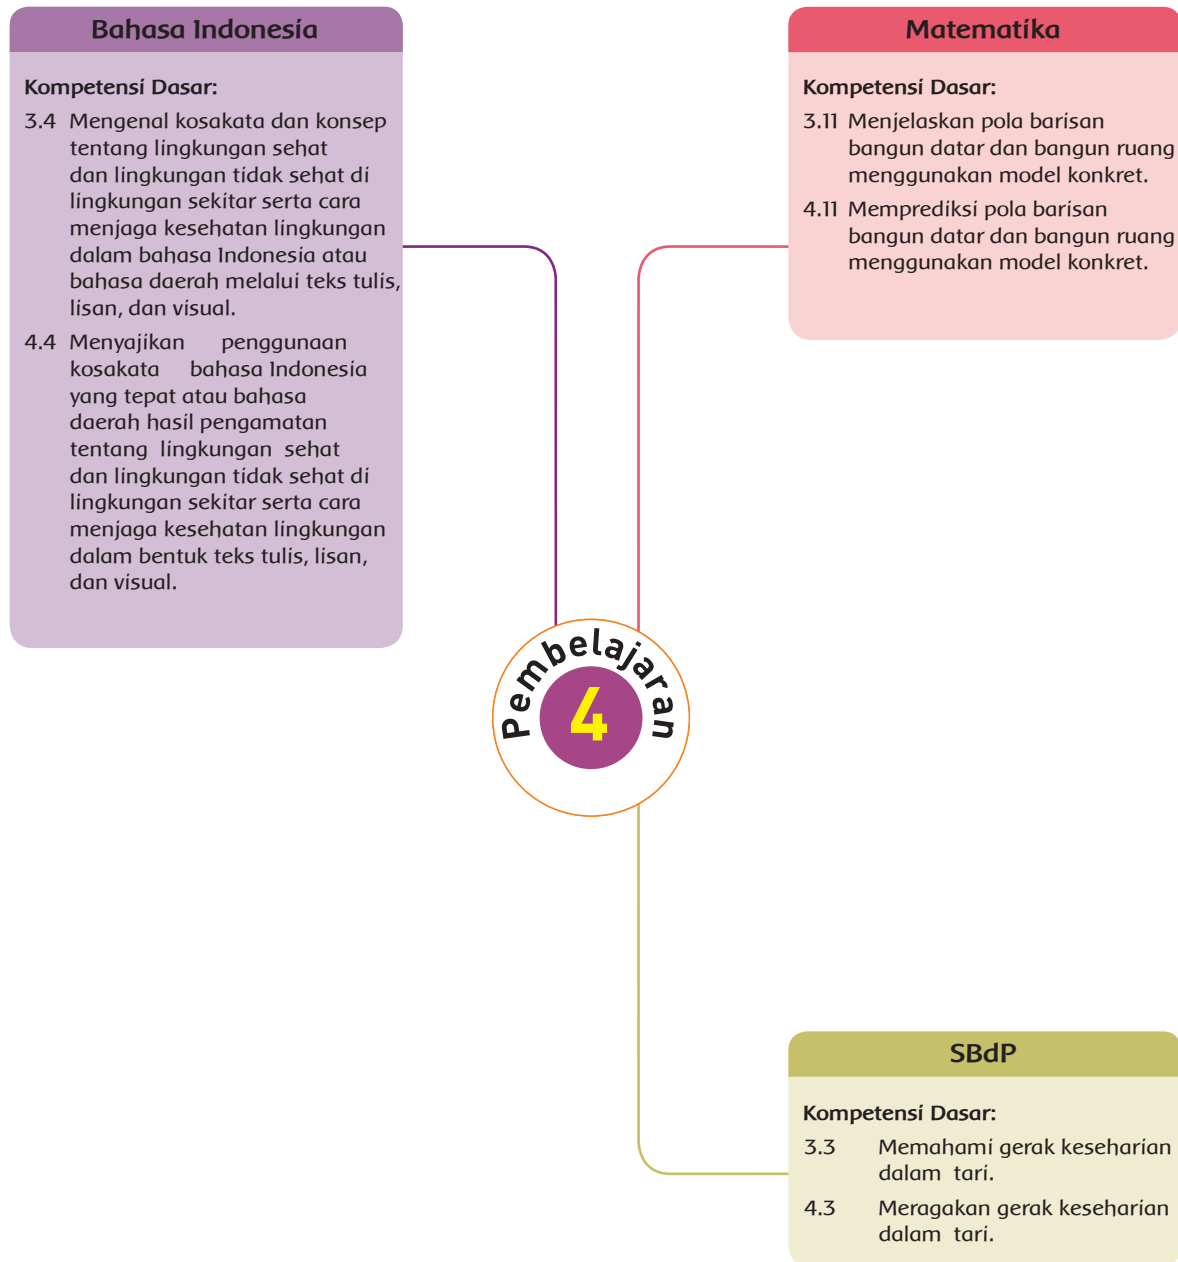 Bahasa Indonesia
Kompetensi Dasar:
3.4 Mengenal kosakata dan konsep
tentang lingkungan sehat
dan lingkungan tidak sehat di
lingkungan sekitar serta cara
menjaga kesehatan lingkungan
dalam bahasa Indonesia atau
bahasa daerah melalui teks tulis,
lisan, dan visual.
4.4 Menyajikan penggunaan
kosakata bahasa Indonesia
yang tepat atau bahasa
daerah hasil pengamatan
tentang lingkungan sehat
dan lingkungan tidak sehat di
lingkungan sekitar serta cara
menjaga kesehatan lingkungan
dalam bentuk teks tulis, lisan,
dan visual.
Matematika
Kompetensi Dasar:
3.11 Menjelaskan pola barisan
bangun datar dan bangun ruang
menggunakan model konkret.
4.11 Memprediksi pola barisan
bangun datar dan bangun ruang
menggunakan model konkret.
Pembelajaran
4
SBdP
Kompetensi Dasar:
3.3 Memahami gerak keseharian
dalam tari.
4.3 Meragakan gerak keseharian
dalam tari.